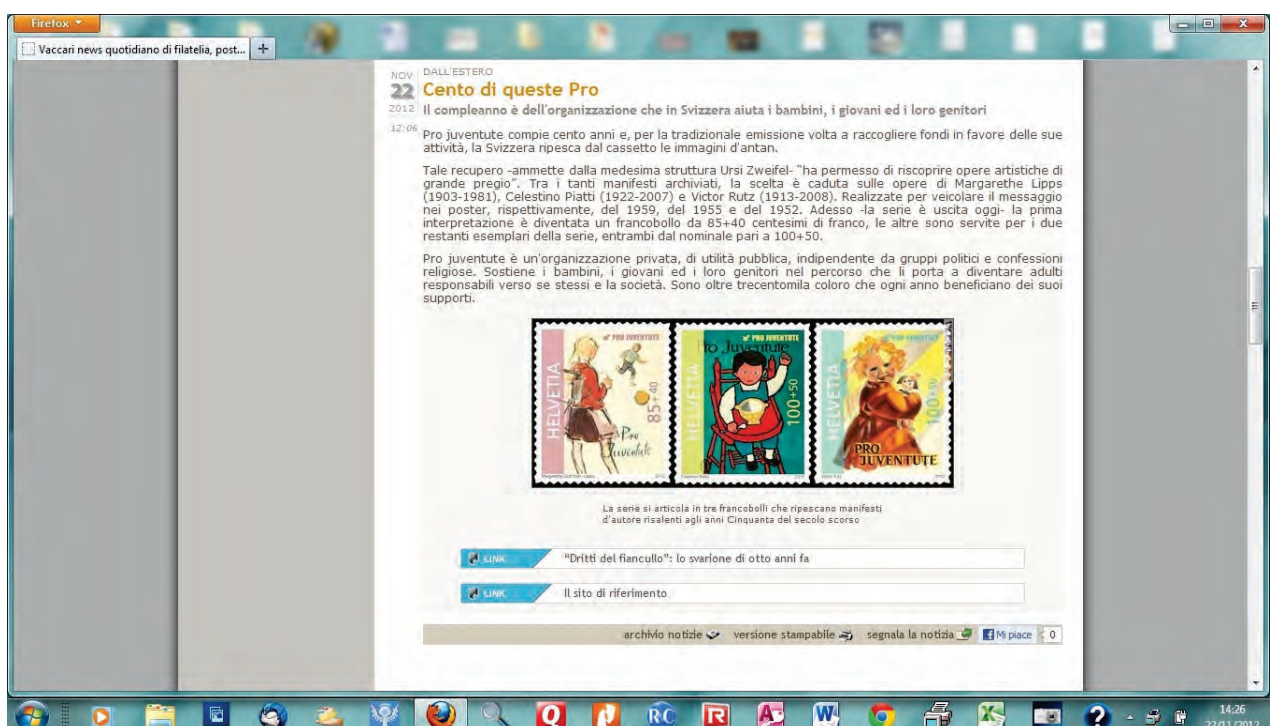 Firefox
Vaccari news quotidiano di filatelia, post... +
NOV
22
2012
12:06
DALL'ESTERO
Cento di queste Pro
Il compleanno è dell'organizzazione che in Svizzera aiuta i bambini, i giovani ed i loro genitori
Pro juventute compie cento anni e, per la tradizionale emissione volta a raccogliere fondi in favore delle sue
attività, la Svizzera ripesca dal cassetto le immagini d'antan.
Tale recupero -ammette dalla medesima struttura Ursi Zweifel- "ha permesso di riscoprire opere artistiche di
grande pregio". Tra i tanti manifesti archiviati, la scelta è caduta sulle opere di Margarethe Lipps
(1903-1981), Celestino Piatti (1922-2007) e Victor Rutz (1913-2008). Realizzate per veicolare il messaggio
nei poster, rispettivamente, del 1959, del 1955 e del 1952. Adesso -la serie è uscita oggi- la prima
interpretazione è diventata un francobollo da 85+40 centesimi di franco, le altre sono servite per i due
restanti esemplari della serie, entrambi dal nominale pari a 100+50.
Pro juventute è un'organizzazione privata, di utilità pubblica, indipendente da gruppi politici e confessioni
religiose. Sostiene i bambini, i giovani ed i loro genitori nel percorso che li porta a diventare adulti
responsabili verso se stessi e la società. Sono oltre trecentomila coloro che ogni anno beneficiano dei suoi
supporti.
PRO JUVENTUTE
HELVETIA
85+40
Pro
Juventute
PRO JUVENTUTE
Pro Juventute
HELVETIA
100+50
PRO JUVENTUTE
HELVETIA
100+50
PRO
JUVENTUTE
La serie si articola in tre francobolli che ripescano manifesti
d'autore risalenti agli anni Cinquanta del secolo scorso
LINK
"Dritti del fiancullo": lo svarione di otto anni fa
LINK
Il sito di riferimento
archivio notizie versione stampabile segnala la notizia Mi piace 0
14:26
22/11/2012